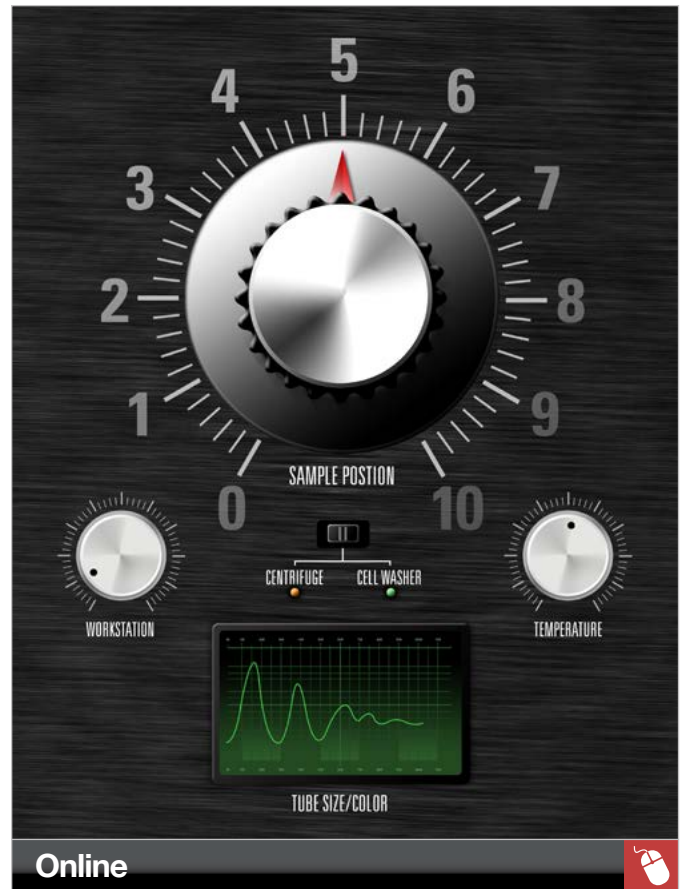 5
4
6
3
7
2
8
1
9
0
10
SAMPLE POSTION
CENTRIFUGE
CELL WASHER
WORKSTATION
TEMPERATURE
TUBE SIZE/COLOR
Online